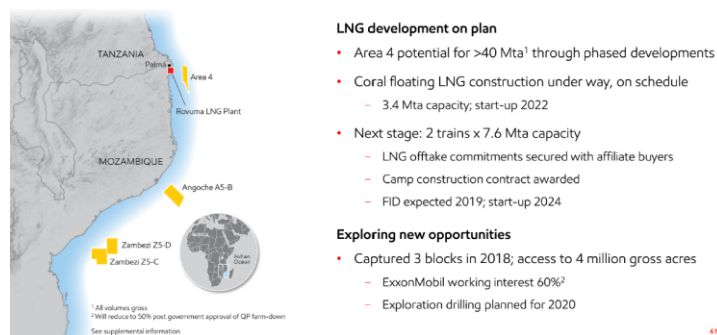 TANZANIA
Palma
Area 4
Rovuma LNG Plant
MOZAMBIQUE
Angoche A5-B
Zambezi Z5-D
Zambezi Z5-C
AFRICA
Indian
Ocean
¹ All volumes gross
² Will reduce to 50% post government approval of QP farm-down
See supplemental information
LNG development on plan
• Area 4 potential for >40 Mta¹ through phased developments
• Coral floating LNG construction under way, on schedule
– 3.4 Mta capacity; start-up 2022
• Next stage: 2 trains x 7.6 Mta capacity
– LNG offtake commitments secured with affiliate buyers
– Camp construction contract awarded
– FID expected 2019; start-up 2024
Exploring new opportunities
• Captured 3 blocks in 2018; access to 4 million gross acres
– ExxonMobil working interest 60%²
– Exploration drilling planned for 2020
61